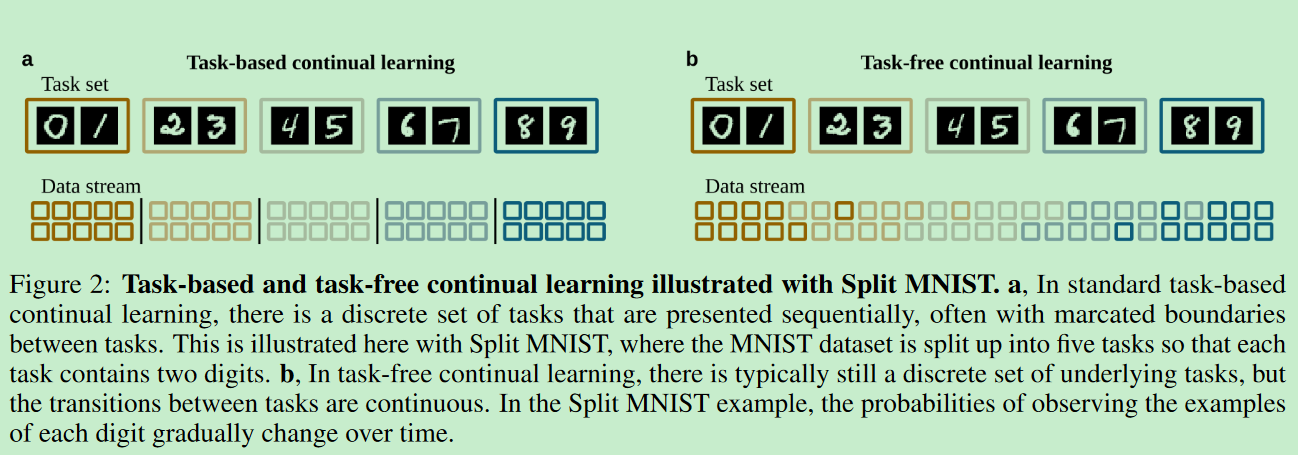 a
Task-based continual learning
Task set
0 1 2 3 4 5 6 7 8 9
Data stream
b
Task-free continual learning
Task set
0 1 2 3 4 5 6 7 8 9
Data stream
Figure 2: Task-based and task-free continual learning illustrated with Split MNIST. a, In standard task-based
continual learning, there is a discrete set of tasks that are presented sequentially, often with marcated boundaries
between tasks. This is illustrated here with Split MNIST, where the MNIST dataset is split up into five tasks so that each
task contains two digits. b, In task-free continual learning, there is typically still a discrete set of underlying tasks, but
the transitions between tasks are continuous. In the Split MNIST example, the probabilities of observing the examples
of each digit gradually change over time.